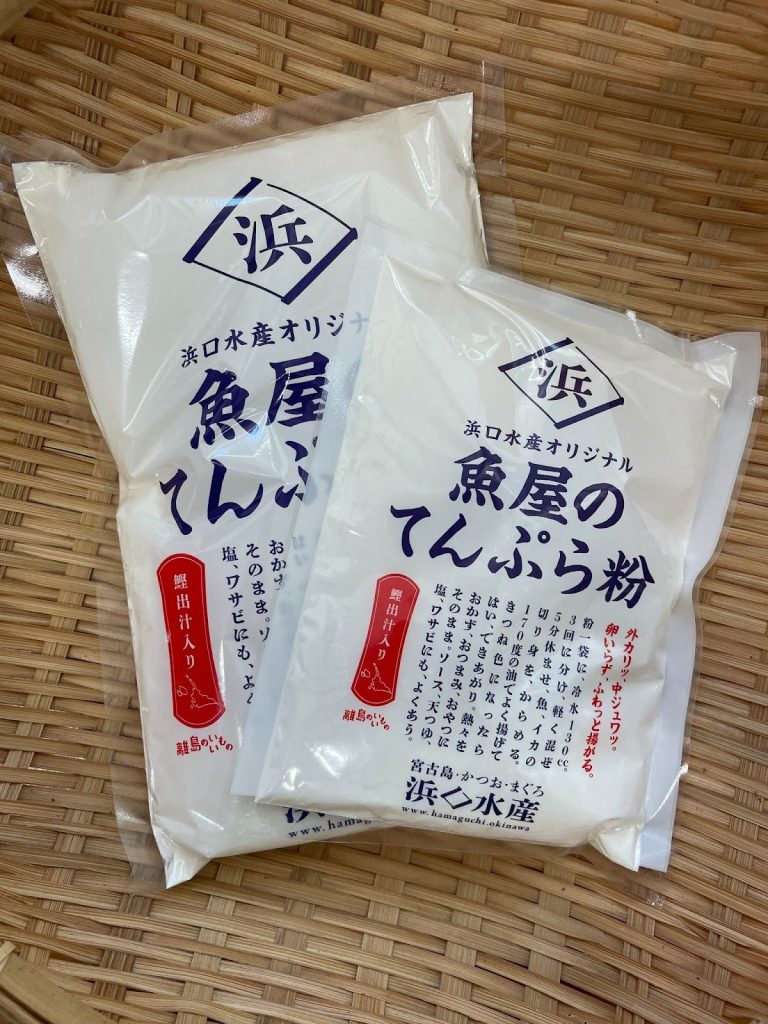 浜
浜口水産オリジナ
魚屋
てんぷ
おかず
そのまま。ソ
塩、ワサビにも、よく
鰹出汁入り
離島のいいもの
www.hamag
浜
浜口水産オリジナル
魚屋の
てんぷら粉
外カリッ、中ジュワッ。
卵いらず、ふわっと揚がる。
粉一袋に、冷水130cc。
3回に分け、軽く混ぜ
5分休ませ、魚、イカの
切り身を、からめる。
170度の油でよく揚げて
きつね色になったら
はい、できあがり。熱々を
おかず、おつまみ、おやつに
そのまま。ソース、天つゆ、
塩、ワサビにも、よくあう。
鰹出汁入り
離島のいいもの
宮古島・かつお・まぐろ
浜口水産
www.hamaguchi.okinawa